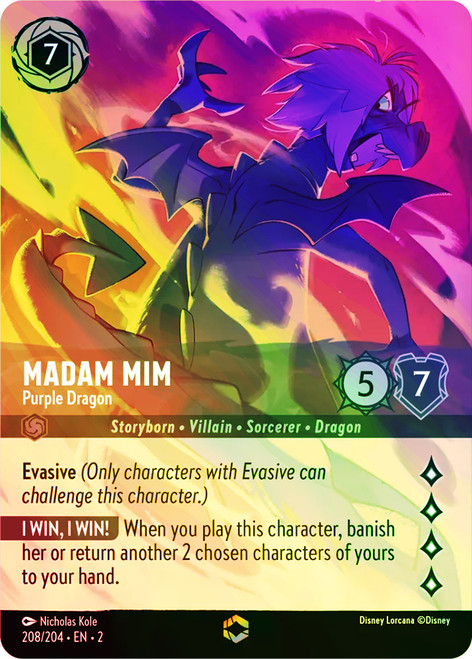 7
MADAM MIM
Purple Dragon
5
7
Storyborn • Villain • Sorcerer • Dragon
Evasive (Only characters with Evasive can
challenge this character.)
I WIN, I WIN! When you play this character, banish
her or return another 2 chosen characters of yours
to your hand.
Nicholas Kole
Disney Lorcana ©Disney
208/204 • EN • 2